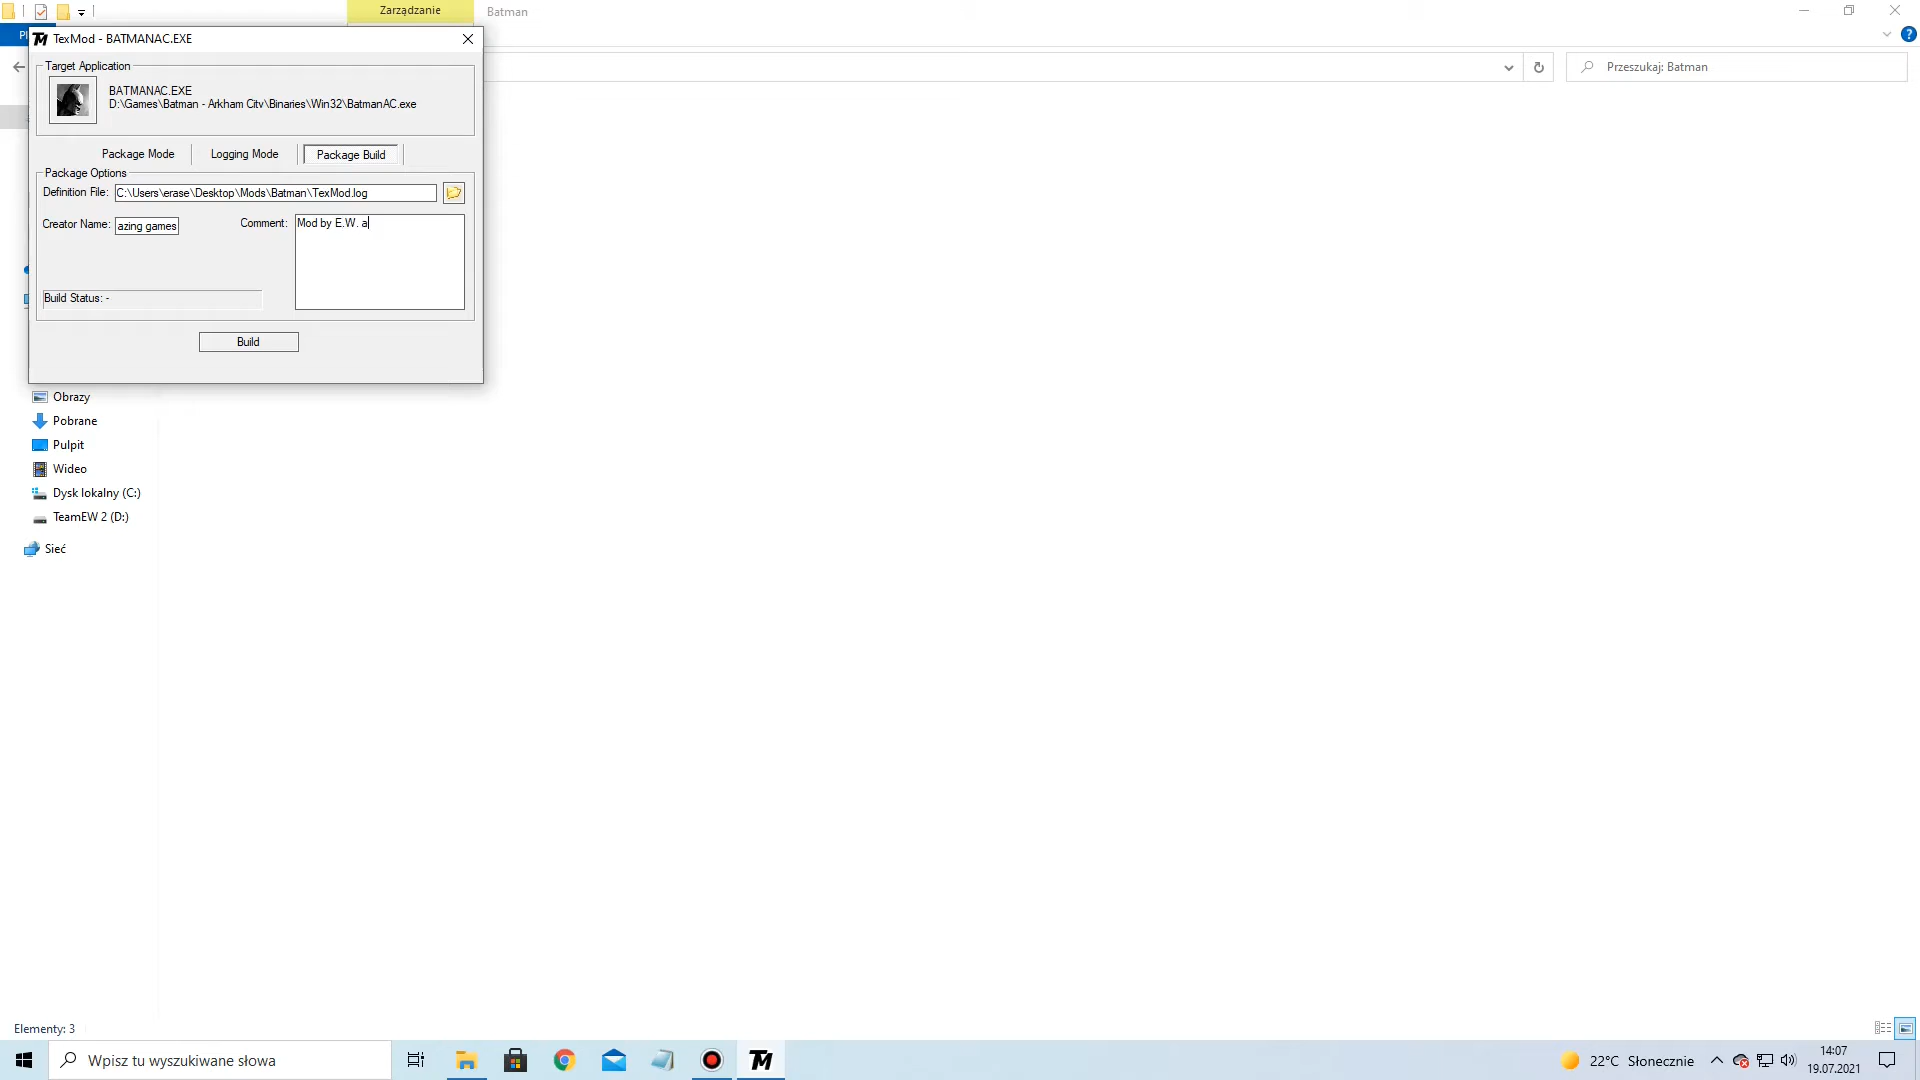 Zarządzanie
Batman
TexMod - BATMANAC.EXE
Target Application
BATMANAC.EXE
D:\Games\Batman - Arkham City\Binaries\Win32\BatmanAC.exe
Przeszukaj: Batman
Package Mode
Logging Mode
Package Build
Package Options
Definition File: C:\Users\erase\Desktop\Mods\Batman\TexMod.log
Creator Name: azing games
Comment: Mod by E.W. a
Build Status: -
Build
Obrazy
Pobrane
Pulpit
Wideo
Dysk lokalny (C:)
TeamEW 2 (D:)
Sieć
Elementy: 3
Wpisz tu wyszukiwane słowa
22°C Słonecznie
14:07
19.07.2021